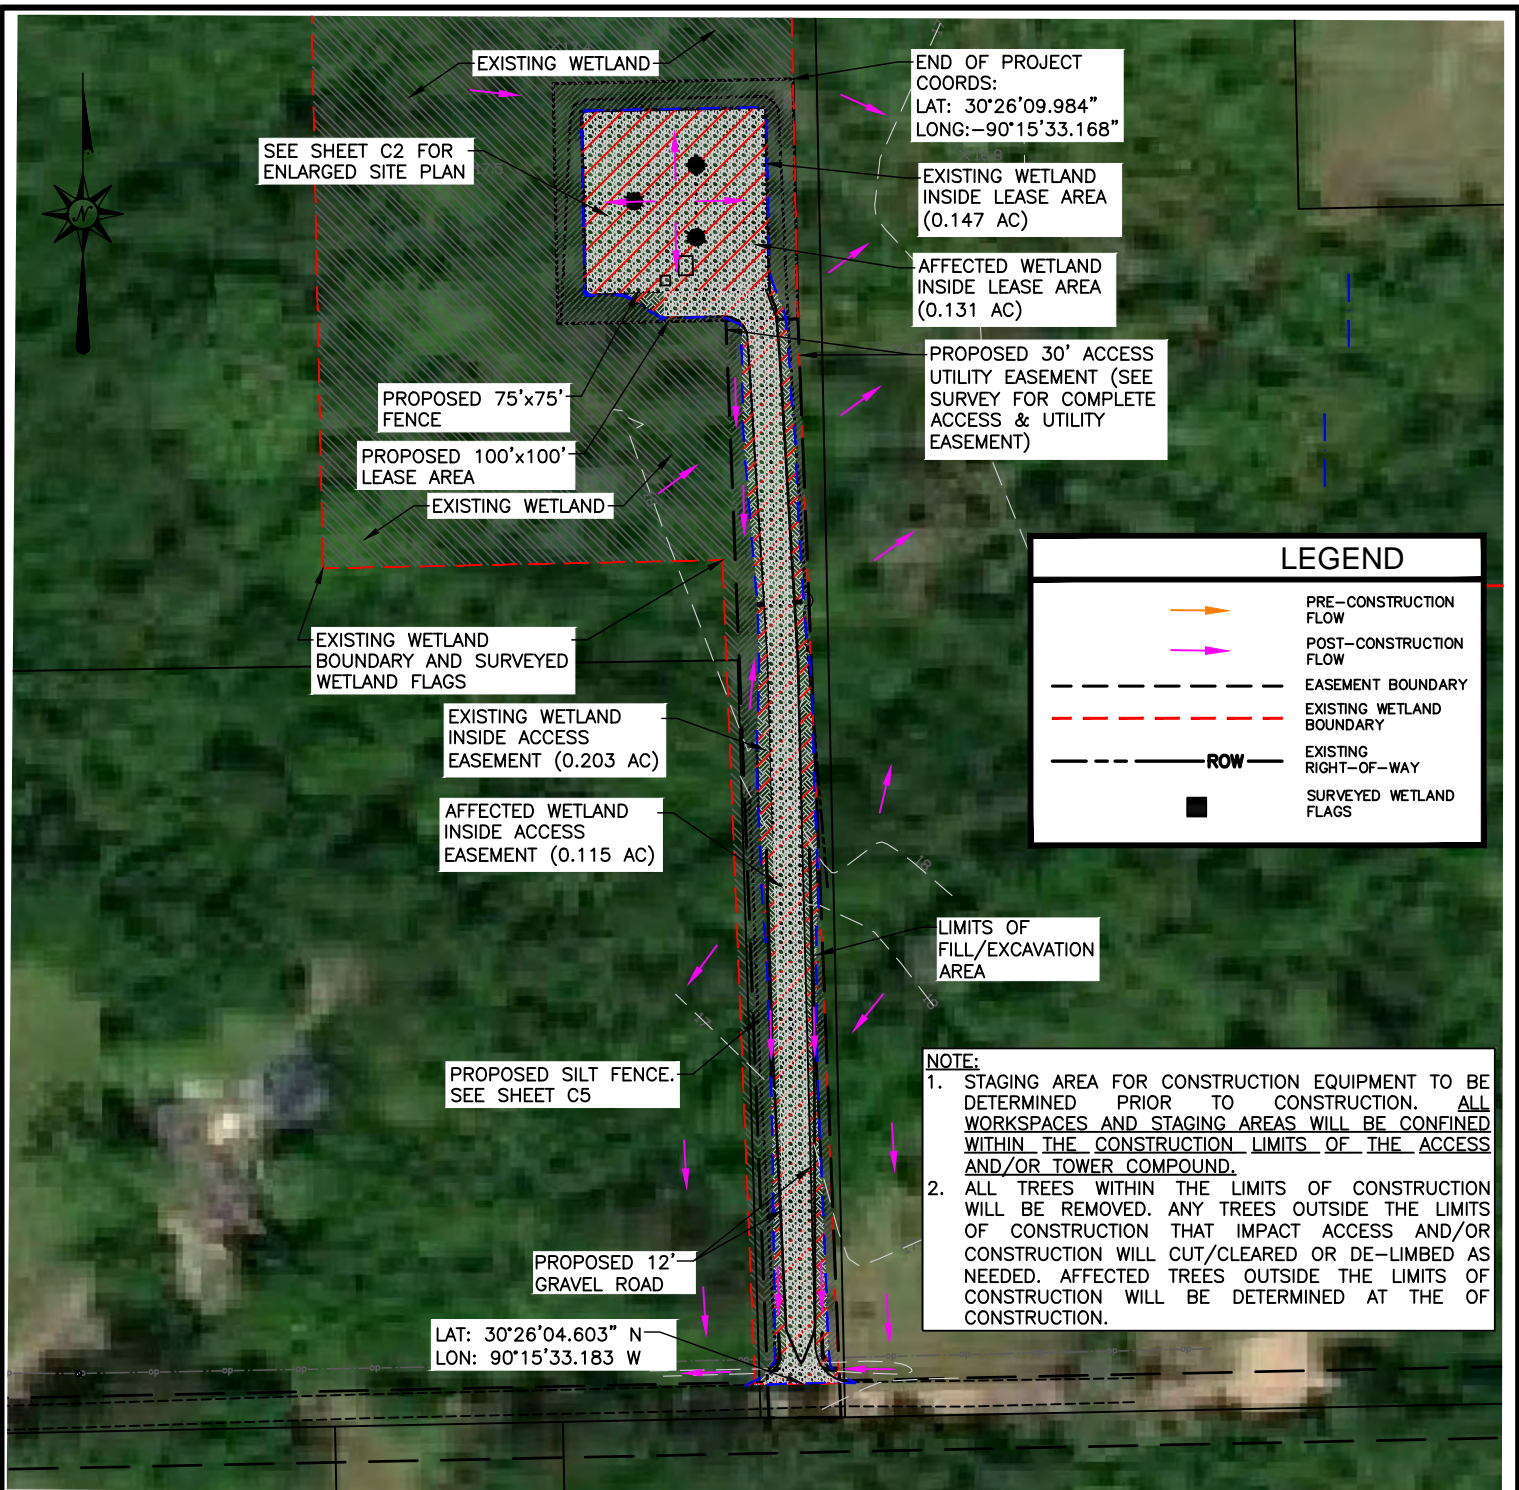 EXISTING WETLAND
END OF PROJECT
COORDS:
LAT: 30°26'09.984"
LONG:-90°15'33.168"
SEE SHEET C2 FOR
ENLARGED SITE PLAN
EXISTING WETLAND
INSIDE LEASE AREA
(0.147 AC)
AFFECTED WETLAND
INSIDE LEASE AREA
(0.131 AC)
N
PROPOSED 30' ACCESS
UTILITY EASEMENT (SEE
SURVEY FOR COMPLETE
ACCESS & UTILITY
EASEMENT)
PROPOSED 75'x75'
FENCE
PROPOSED 100'x100'
LEASE AREA
EXISTING WETLAND
LEGEND
PRE-CONSTRUCTION
FLOW
POST-CONSTRUCTION
FLOW
EASEMENT BOUNDARY
EXISTING WETLAND
BOUNDARY
ROW
EXISTING
RIGHT-OF-WAY
SURVEYED WETLAND
FLAGS
EXISTING WETLAND
BOUNDARY AND SURVEYED
WETLAND FLAGS
EXISTING WETLAND
INSIDE ACCESS
EASEMENT (0.203 AC)
AFFECTED WETLAND
INSIDE ACCESS
EASEMENT (0.115 AC)
18
LIMITS OF
FILL/EXCAVATION
AREA
PROPOSED SILT FENCE.
SEE SHEET C5
NOTE:
1. STAGING AREA FOR CONSTRUCTION EQUIPMENT TO BE
DETERMINED PRIOR TO CONSTRUCTION. ALL
WORKSPACES AND STAGING AREAS WILL BE CONFINED
WITHIN THE CONSTRUCTION LIMITS OF THE ACCESS
AND/OR TOWER COMPOUND.
2. ALL TREES WITHIN THE LIMITS OF CONSTRUCTION
WILL BE REMOVED. ANY TREES OUTSIDE THE LIMITS
OF CONSTRUCTION THAT IMPACT ACCESS AND/OR
CONSTRUCTION WILL CUT/CLEARED OR DE-LIMBED AS
NEEDED. AFFECTED TREES OUTSIDE THE LIMITS OF
CONSTRUCTION WILL BE DETERMINED AT THE OF
CONSTRUCTION.
PROPOSED 12'
GRAVEL ROAD
LAT: 30°26'04.603" N
LON: 90°15'33.183 W